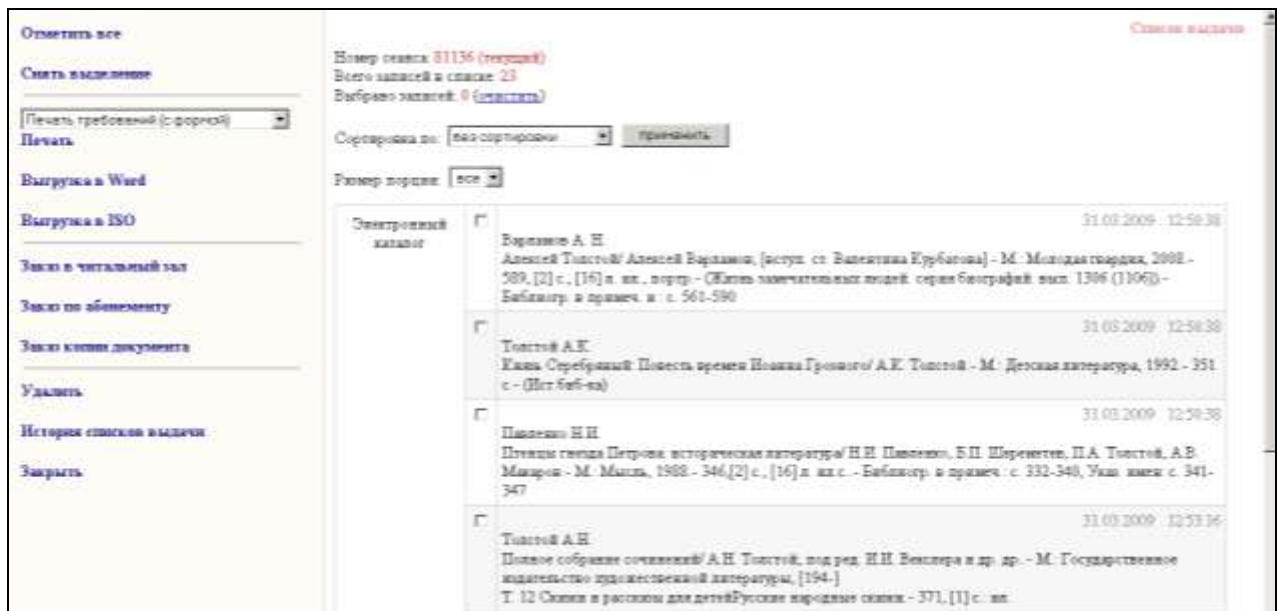 Отметить все
Снять выделение
Печать требований (с формой)
Печать
Выгрузка в Word
Выгрузка в ISO
Заказ в читальный зал
Заказ по абонементу
Заказ копии документа
Удалить
История списков выдачи
Закрыть
Список выдачи
Номер сеанса: 81136 (текущий)
Всего записей в списке: 23
Выбрано записей: 0 (очистить)
Сортировка по: без сортировки применить
Размер порции: все
Электронный
каталог
31.03.2009 12:50:38
Варламов А. Н.
Алексей Толстой/ Алексей Варламов; [вступ. ст. Валентина Курбатова].- М.: Молодая гвардия, 2008.-
589, [2] с., [16] л. ил., портр.- (Жизнь замечательных людей: серия биографий: вып. 1306 (1106)).-
Библиогр. в примеч. и : с. 561-590
31.03.2009 12:50:38
Толстой А.К.
Князь Серебряный: Повесть времен Иоанна Грозного/ А.К. Толстой.- М.: Детская литература, 1992.- 351
с.- (Ист.биб-ка)
31.03.2009 12:50:38
Павленко Н.И.
Птенцы гнезда Петрова: историческая литература/ Н.И. Павленко, Б.П. Шереметев, П.А. Толстой, А.В.
Макаров.- М.: Мысль, 1988.- 346,[2] с., [16] л. ил.с..- Библиогр. в примеч.: с. 332-340, Указ. имен: с. 341-
347
31.03.2009 12:53:36
Толстой А.Н.
Полное собрание сочинений/ А.Н. Толстой; под ред. И.И. Векслера и др. др. .- М.: Государственное
издательство художественной литературы, [194-]
Т. 12 Сказки и рассказы для детейРусские народные сказки.- 371, [1] с.: ил.